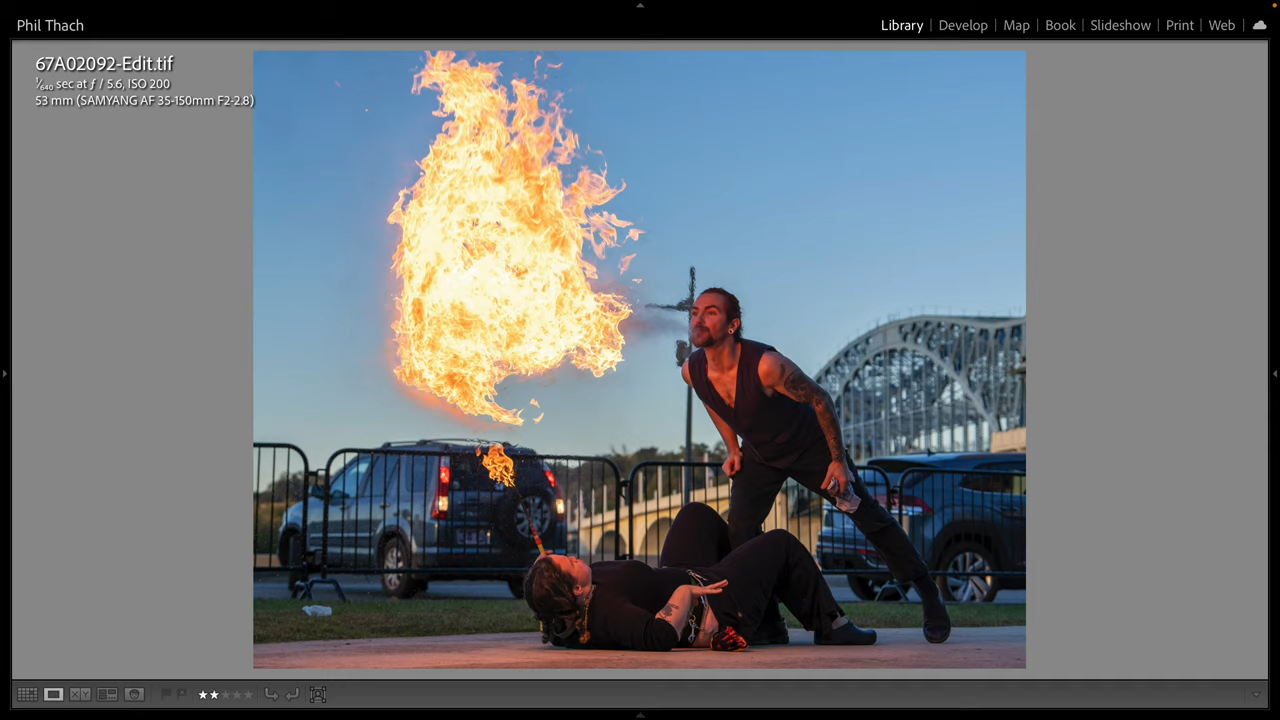 Phil Thach
Library | Develop | Map | Book | Slideshow | Print | Web
67A02092-Edit.tif
1/640 sec at ƒ / 5.6, ISO 200
53 mm (SAMYANG AF 35-150mm F2-2.8)